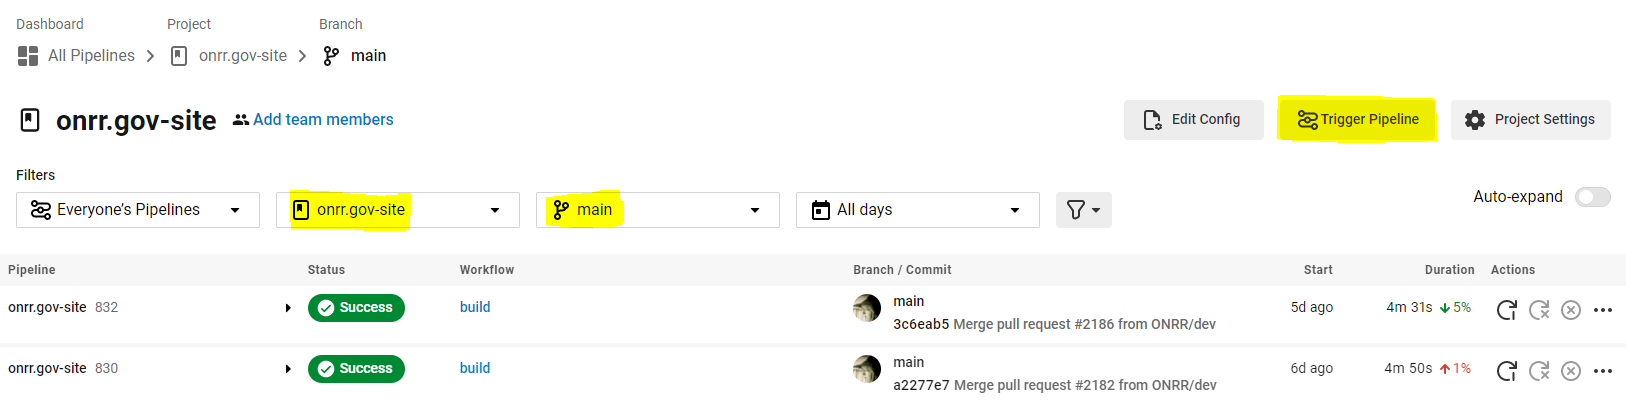 Dashboard Project Branch
All Pipelines onrr.gov-site main
onrr.gov-site Add team members Edit Config Trigger Pipeline Project Settings
Filters
Everyone's Pipelines onrr.gov-site main All days Auto-expand
Pipeline Status Workflow Branch / Commit Start Duration Actions
onrr.gov-site 832 Success build main 5d ago 4m 31s 5%
3c6eab5 Merge pull request #2186 from ONRR/dev
onrr.gov-site 830 Success build main 6d ago 4m 50s 1%
a2277e7 Merge pull request #2182 from ONRR/dev